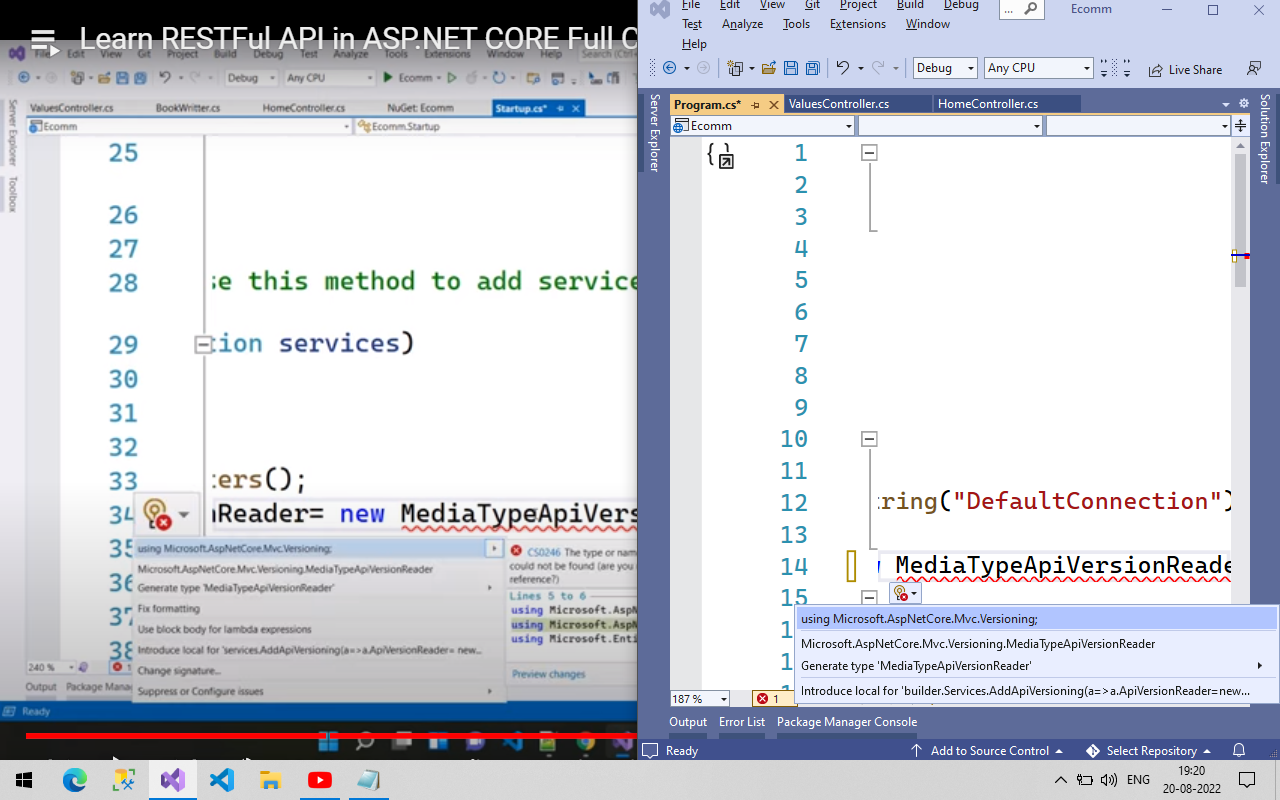 Learn RESTFul API in ASP.NET CORE Full C
File Edit View Git Project Build Debug Test Analyze Tools Extensions Window Help Search (Ctrl
Debug Any CPU Ecomm
ValuesController.cs BookWritter.cs HomeController.cs NuGet: Ecomm Startup.cs*
Ecomm Ecomm.Startup
Server Explorer
Toolbox
25
26
27
28 se this method to add service
29 tion services)
30
31
32
33 ters();
34 nReader= new MediaTypeApiVers
35
36
37
38
using Microsoft.AspNetCore.Mvc.Versioning;
Microsoft.AspNetCore.Mvc.Versioning.MediaTypeApiVersionReader
Generate type 'MediaTypeApiVersionReader'
Fix formatting
Use block body for lambda expressions
Introduce local for 'services.AddApiVersioning(a=>a.ApiVersionReader= new...
Change signature...
Suppress or Configure issues
CS0246 The type or nam
could not be found (are you
reference?)
Lines 5 to 6
using Microsoft.AspN
using Microsoft.AspN
using Microsoft.Enti
Preview changes
240 % 1
Output Package Mana
Ready
File Edit View Git Project Build Debug
Test Analyze Tools Extensions Window
Help
... Ecomm
Debug Any CPU Live Share
Program.cs* ValuesController.cs HomeController.cs
Ecomm
Server Explorer
Solution Explorer
1
2
3
4
5
6
7
8
9
10
11
12 tring("DefaultConnection")
13
14 MediaTypeApiVersionReade
15
1
1
1
using Microsoft.AspNetCore.Mvc.Versioning;
Microsoft.AspNetCore.Mvc.Versioning.MediaTypeApiVersionReader
Generate type 'MediaTypeApiVersionReader'
Introduce local for 'builder.Services.AddApiVersioning(a=>a.ApiVersionReader=new...
187 % 1
Output Error List Package Manager Console
Ready Add to Source Control Select Repository
ENG 19:20
20-08-2022